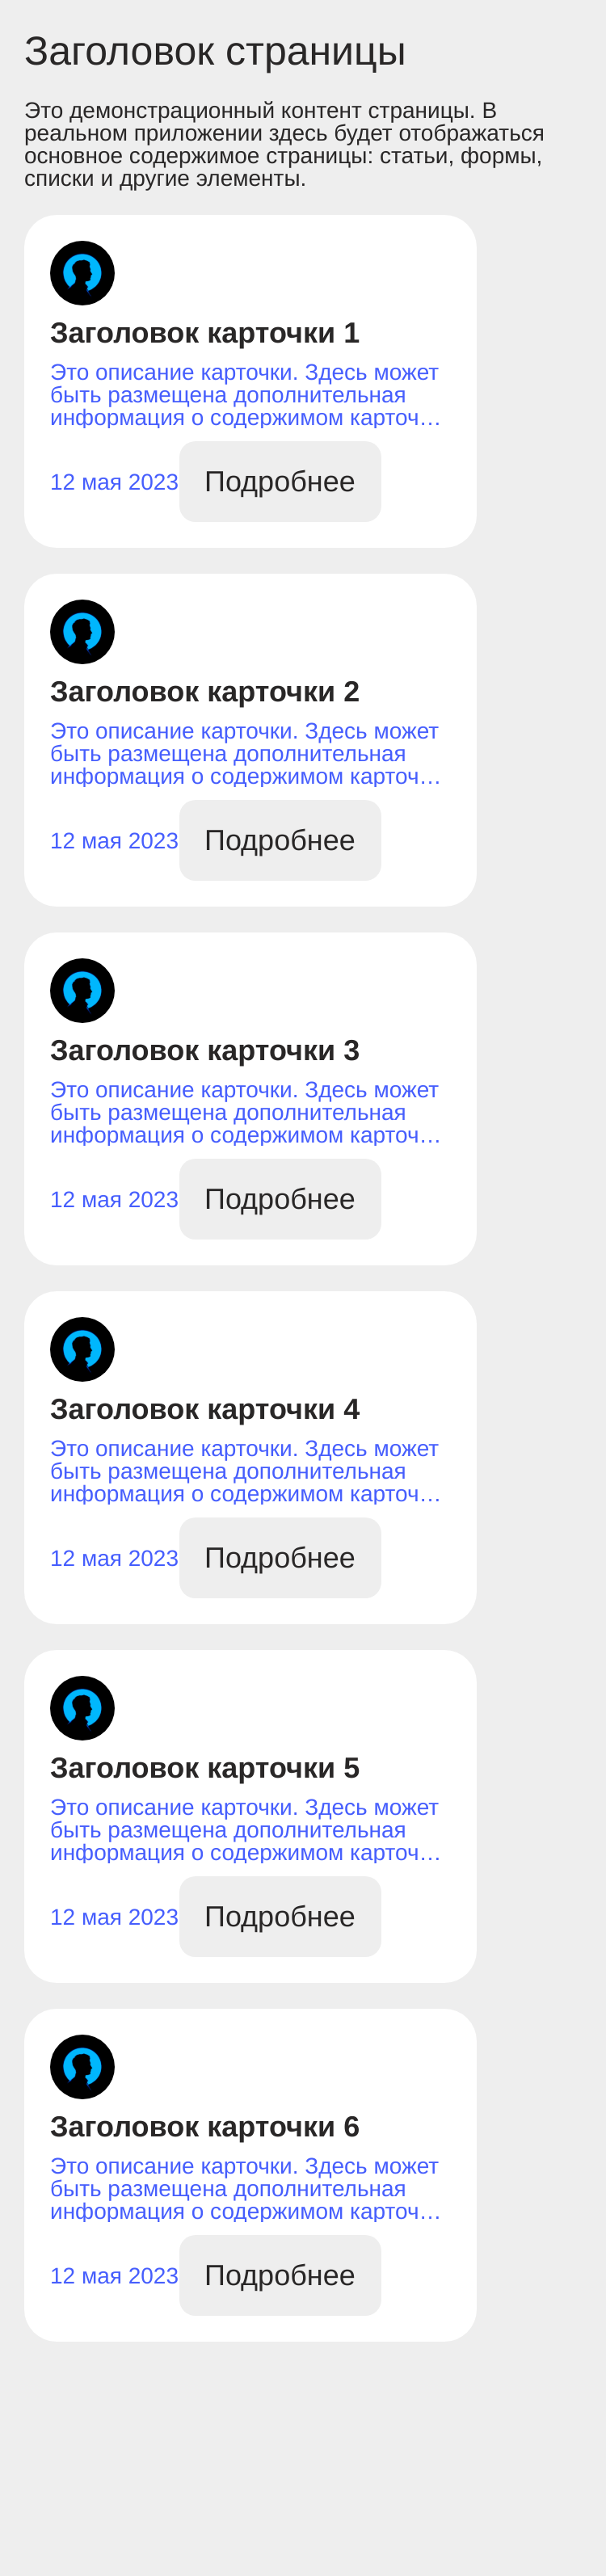 Заголовок страницы
Это демонстрационный контент страницы. В
реальном приложении здесь будет отображаться
основное содержимое страницы: статьи, формы,
списки и другие элементы.
Заголовок карточки 1
Это описание карточки. Здесь может
быть размещена дополнительная
информация о содержимом карточ…
12 мая 2023 Подробнее
Заголовок карточки 2
Это описание карточки. Здесь может
быть размещена дополнительная
информация о содержимом карточ…
12 мая 2023 Подробнее
Заголовок карточки 3
Это описание карточки. Здесь может
быть размещена дополнительная
информация о содержимом карточ…
12 мая 2023 Подробнее
Заголовок карточки 4
Это описание карточки. Здесь может
быть размещена дополнительная
информация о содержимом карточ…
12 мая 2023 Подробнее
Заголовок карточки 5
Это описание карточки. Здесь может
быть размещена дополнительная
информация о содержимом карточ…
12 мая 2023 Подробнее
Заголовок карточки 6
Это описание карточки. Здесь может
быть размещена дополнительная
информация о содержимом карточ…
12 мая 2023 Подробнее